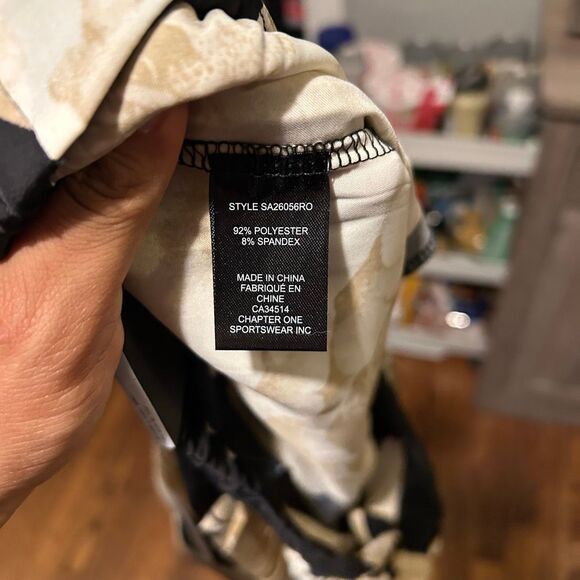 STYLE SA26056RO
92% POLYESTER
8% SPANDEX
MADE IN CHINA
FABRIQUÉ EN
CHINE
CA34514
CHAPTER ONE
SPORTSWEAR INC